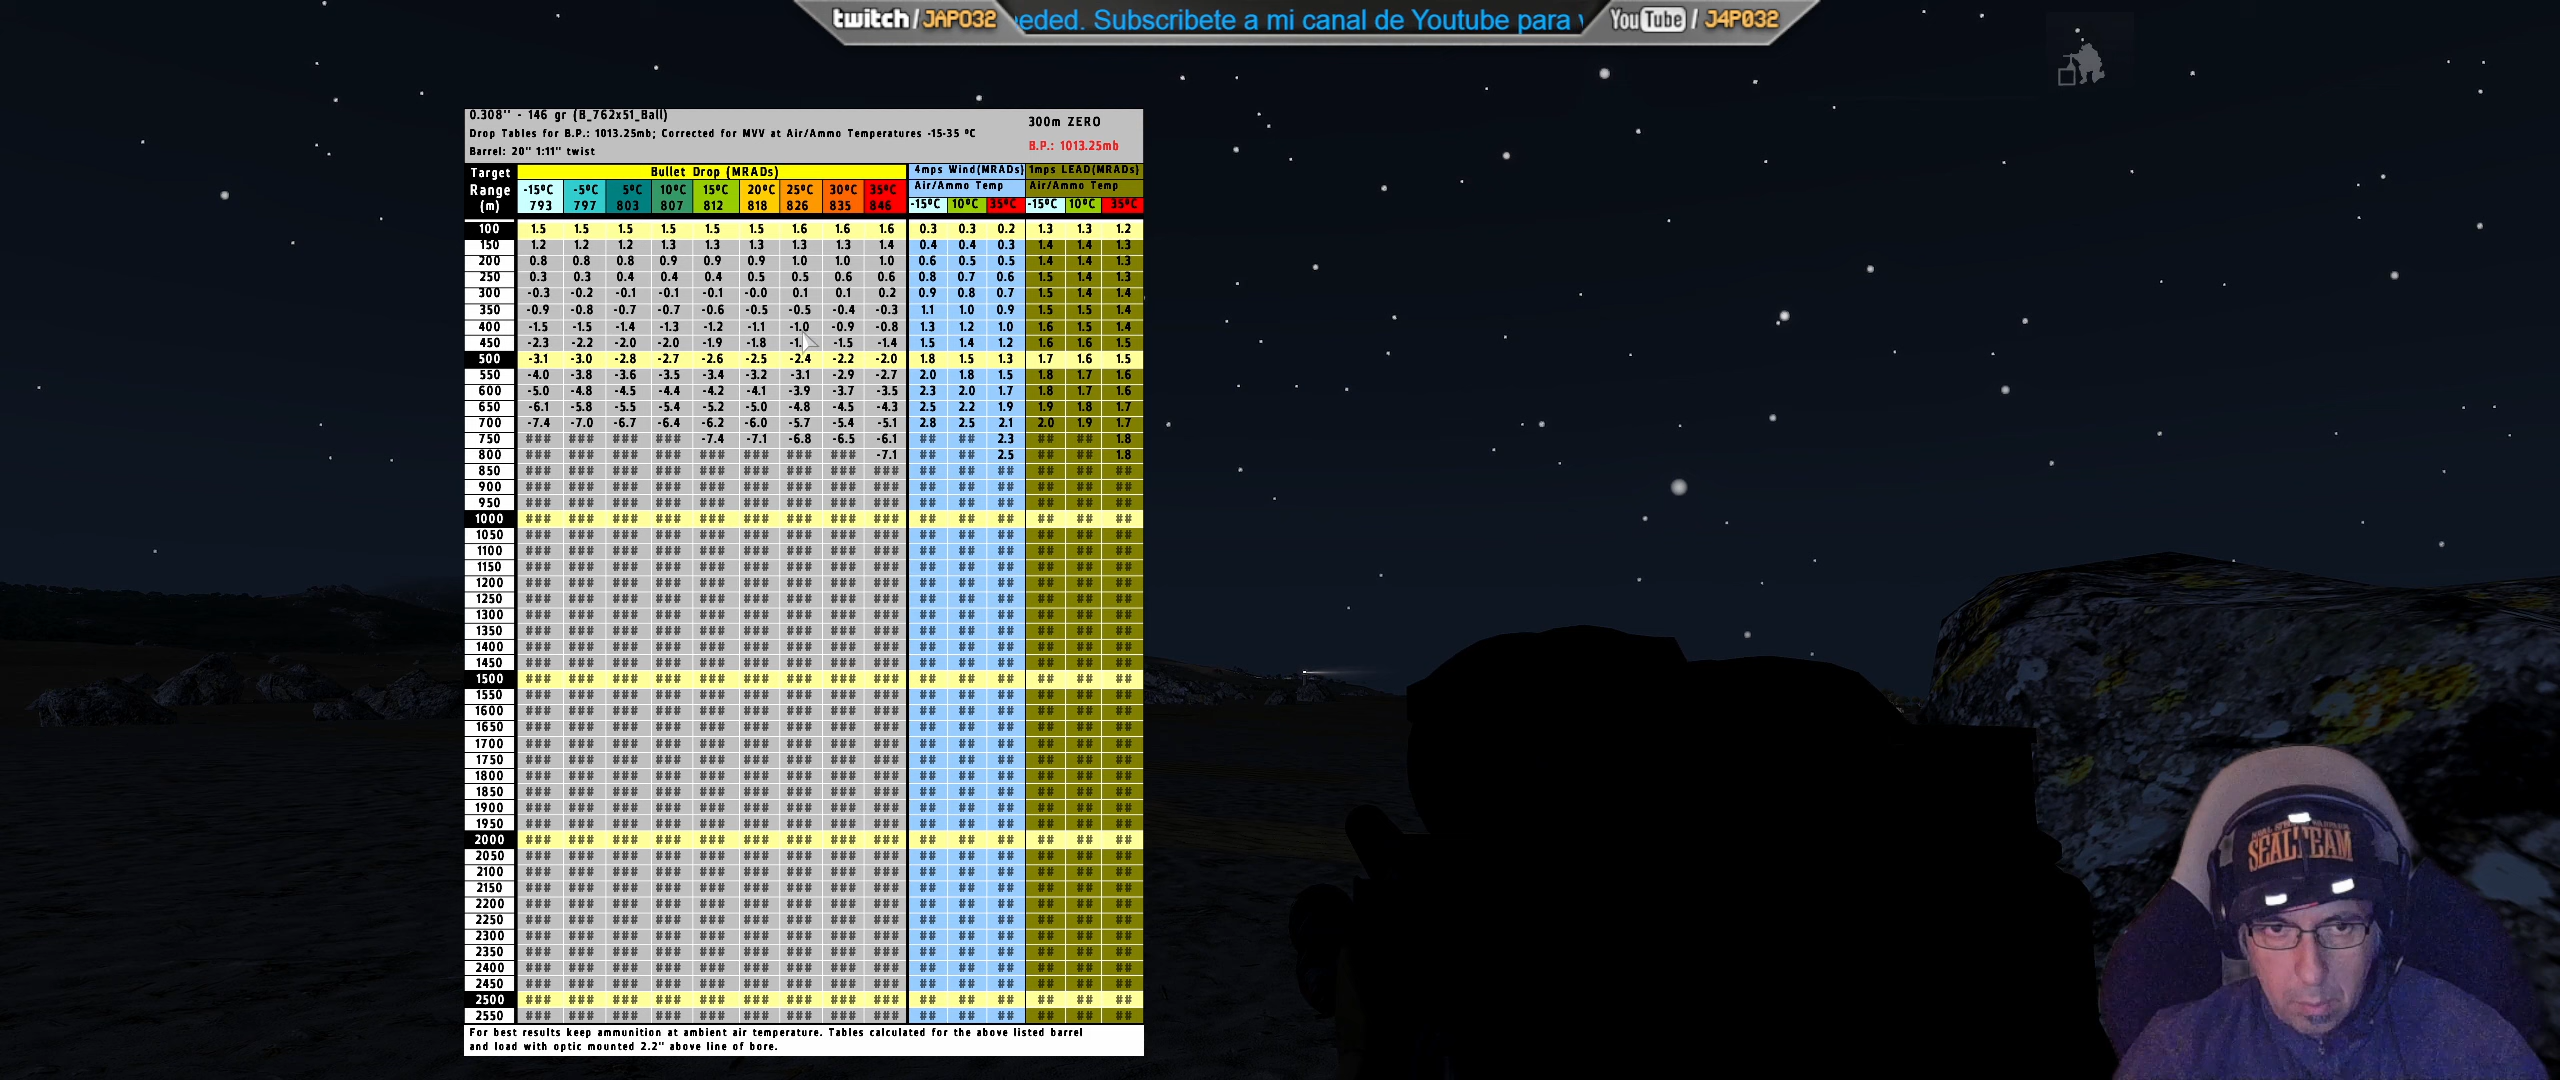 twitch / JAPO32 eded. Subscribete a mi canal de Youtube para YouTube / J4P032
0.308'' - 146 gr (B_762x51_Ball)
Drop Tables for B.P.: 1013.25mb; Corrected for MVV at Air/Ammo Temperatures -15-35 ºC
Barrel: 20'' 1:11'' twist
300m ZERO
B.P.: 1013.25mb
Target Range (m)
Bullet Drop (MRADs) 4mps Wind(MRADs) 1mps LEAD(MRADs)
Air/Ammo Temp Air/Ammo Temp
-15ºC -5ºC 5ºC 10ºC 15ºC 20ºC 25ºC 30ºC 35ºC
793 797 803 807 812 818 826 835 846 -15ºC 10ºC 35ºC -15ºC 10ºC 35ºC
100 1.5 1.5 1.5 1.5 1.5 1.5 1.6 1.6 1.6 0.3 0.3 0.2 1.3 1.3 1.2
150 1.2 1.2 1.2 1.3 1.3 1.3 1.3 1.3 1.4 0.4 0.4 0.3 1.4 1.4 1.3
200 0.8 0.8 0.8 0.9 0.9 0.9 1.0 1.0 1.0 0.6 0.5 0.5 1.4 1.4 1.3
250 0.3 0.3 0.4 0.4 0.4 0.5 0.5 0.6 0.6 0.8 0.7 0.6 1.5 1.4 1.3
300 -0.3 -0.2 -0.1 -0.1 -0.1 -0.0 0.1 0.1 0.2 0.9 0.8 0.7 1.5 1.4 1.4
350 -0.9 -0.8 -0.7 -0.7 -0.6 -0.5 -0.5 -0.4 -0.3 1.1 1.0 0.9 1.5 1.5 1.4
400 -1.5 -1.5 -1.4 -1.3 -1.2 -1.1 -1.0 -0.9 -0.8 1.3 1.2 1.0 1.6 1.5 1.4
450 -2.3 -2.2 -2.0 -2.0 -1.9 -1.8 -1.5 -1.4 1.5 1.4 1.2 1.6 1.6 1.5
500 -3.1 -3.0 -2.8 -2.7 -2.6 -2.5 -2.4 -2.2 -2.0 1.8 1.5 1.3 1.7 1.6 1.5
550 -4.0 -3.8 -3.6 -3.5 -3.4 -3.2 -3.1 -2.9 -2.7 2.0 1.8 1.5 1.8 1.7 1.6
600 -5.0 -4.8 -4.5 -4.4 -4.2 -4.1 -3.9 -3.7 -3.5 2.3 2.0 1.7 1.8 1.7 1.6
650 -6.1 -5.8 -5.5 -5.4 -5.2 -5.0 -4.8 -4.5 -4.3 2.5 2.2 1.9 1.9 1.8 1.7
700 -7.4 -7.0 -6.7 -6.4 -6.2 -6.0 -5.7 -5.4 -5.1 2.8 2.5 2.1 2.0 1.9 1.7
750 ### ### ### ### -7.4 -7.1 -6.8 -6.5 -6.1 ## ## 2.3 ## ## 1.8
800 ### ### ### ### ### ### ### ### -7.1 ## ## 2.5 ## ## 1.8
850 ### ### ### ### ### ### ### ### ### ## ## ## ## ## ##
900 ### ### ### ### ### ### ### ### ### ## ## ## ## ## ##
950 ### ### ### ### ### ### ### ### ### ## ## ## ## ## ##
1000 ### ### ### ### ### ### ### ### ### ## ## ## ## ## ##
1050 ### ### ### ### ### ### ### ### ### ## ## ## ## ## ##
1100 ### ### ### ### ### ### ### ### ### ## ## ## ## ## ##
1150 ### ### ### ### ### ### ### ### ### ## ## ## ## ## ##
1200 ### ### ### ### ### ### ### ### ### ## ## ## ## ## ##
1250 ### ### ### ### ### ### ### ### ### ## ## ## ## ## ##
1300 ### ### ### ### ### ### ### ### ### ## ## ## ## ## ##
1350 ### ### ### ### ### ### ### ### ### ## ## ## ## ## ##
1400 ### ### ### ### ### ### ### ### ### ## ## ## ## ## ##
1450 ### ### ### ### ### ### ### ### ### ## ## ## ## ## ##
1500 ### ### ### ### ### ### ### ### ### ## ## ## ## ## ##
1550 ### ### ### ### ### ### ### ### ### ## ## ## ## ## ##
1600 ### ### ### ### ### ### ### ### ### ## ## ## ## ## ##
1650 ### ### ### ### ### ### ### ### ### ## ## ## ## ## ##
1700 ### ### ### ### ### ### ### ### ### ## ## ## ## ## ##
1750 ### ### ### ### ### ### ### ### ### ## ## ## ## ## ##
1800 ### ### ### ### ### ### ### ### ### ## ## ## ## ## ##
1850 ### ### ### ### ### ### ### ### ### ## ## ## ## ## ##
1900 ### ### ### ### ### ### ### ### ### ## ## ## ## ## ##
1950 ### ### ### ### ### ### ### ### ### ## ## ## ## ## ##
2000 ### ### ### ### ### ### ### ### ### ## ## ## ## ## ##
2050 ### ### ### ### ### ### ### ### ### ## ## ## ## ## ##
2100 ### ### ### ### ### ### ### ### ### ## ## ## ## ## ##
2150 ### ### ### ### ### ### ### ### ### ## ## ## ## ## ##
2200 ### ### ### ### ### ### ### ### ### ## ## ## ## ## ##
2250 ### ### ### ### ### ### ### ### ### ## ## ## ## ## ##
2300 ### ### ### ### ### ### ### ### ### ## ## ## ## ## ##
2350 ### ### ### ### ### ### ### ### ### ## ## ## ## ## ##
2400 ### ### ### ### ### ### ### ### ### ## ## ## ## ## ##
2450 ### ### ### ### ### ### ### ### ### ## ## ## ## ## ##
2500 ### ### ### ### ### ### ### ### ### ## ## ## ## ## ##
2550 ### ### ### ### ### ### ### ### ### ## ## ## ## ## ##
For best results keep ammunition at ambient air temperature. Tables calculated for the above listed barrel
and load with optic mounted 2.2'' above line of bore.
SEAL TEAM